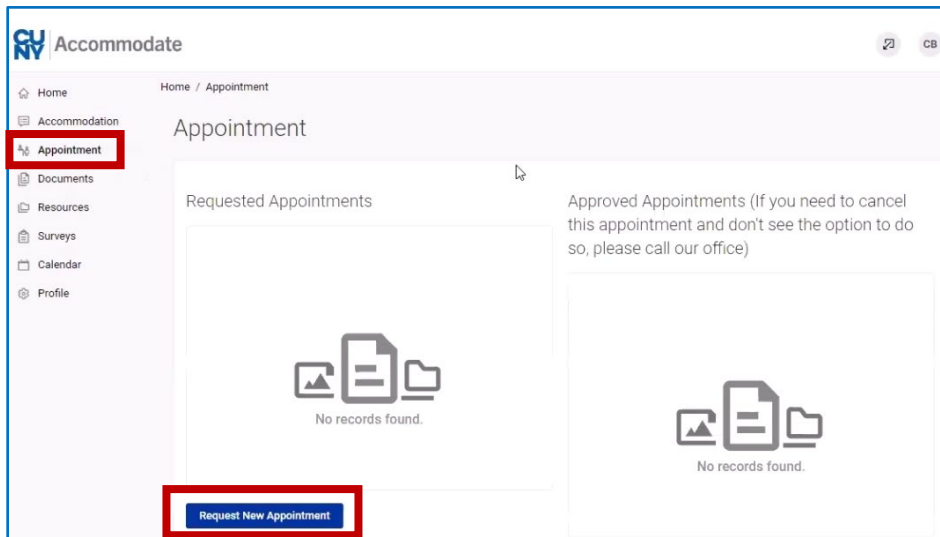 CU
NY Accommodate
CB
Home
Accommodation
Appointment
Documents
Resources
Surveys
Calendar
Profile
Home / Appointment
Appointment
Requested Appointments
No records found.
Request New Appointment
Approved Appointments (If you need to cancel
this appointment and don't see the option to do
so, please call our office)
No records found.